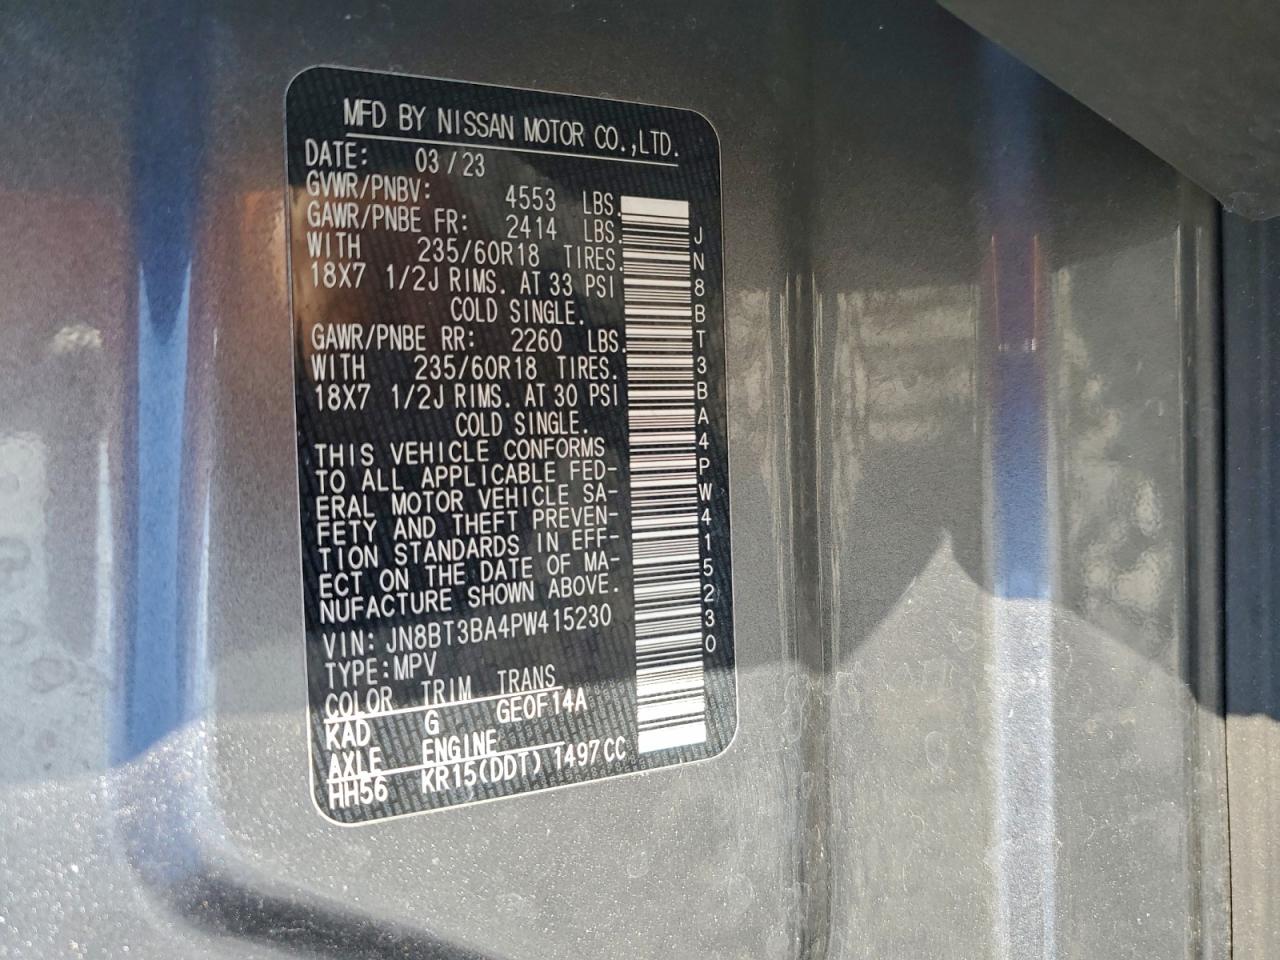 MFD BY NISSAN MOTOR CO.,LTD.
DATE: 03/23
GVWR/PNBV: 4553 LBS.
GAWR/PNBE FR: 2414 LBS.
WITH 235/60R18 TIRES.
18X7 1/2J RIMS. AT 33 PSI
COLD SINGLE.
GAWR/PNBE RR: 2260 LBS.
WITH 235/60R18 TIRES.
18X7 1/2J RIMS. AT 30 PSI
COLD SINGLE.
THIS VEHICLE CONFORMS
TO ALL APPLICABLE FED-
ERAL MOTOR VEHICLE SA-
FETY AND THEFT PREVEN-
TION STANDARDS IN EFF-
ECT ON THE DATE OF MA-
NUFACTURE SHOWN ABOVE.
VIN: JN8BT3BA4PW415230
TYPE:MPV
COLOR TRIM TRANS
KAD G GEOF14A
AXLE ENGINE
HH56 KR15(DDT) 1497CC
JN8BT3BA4PW415230